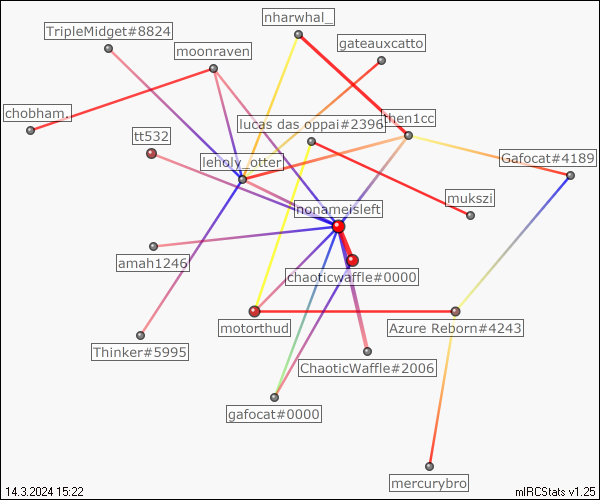 nharwhal_
TripleMidget#8824
gateauxcatto
moonraven
chobham.
then1cc
lucas das oppai#2396
tt532
leholy_otter
Gafocat#4189
mukszi
nonameisleft
amah1246
chaoticwaffle#0000
motorthud
Azure Reborn#4243
Thinker#5995
ChaoticWaffle#2006
gafocat#0000
mercurybro
14.3.2024 15:22
mIRCStats v1.25